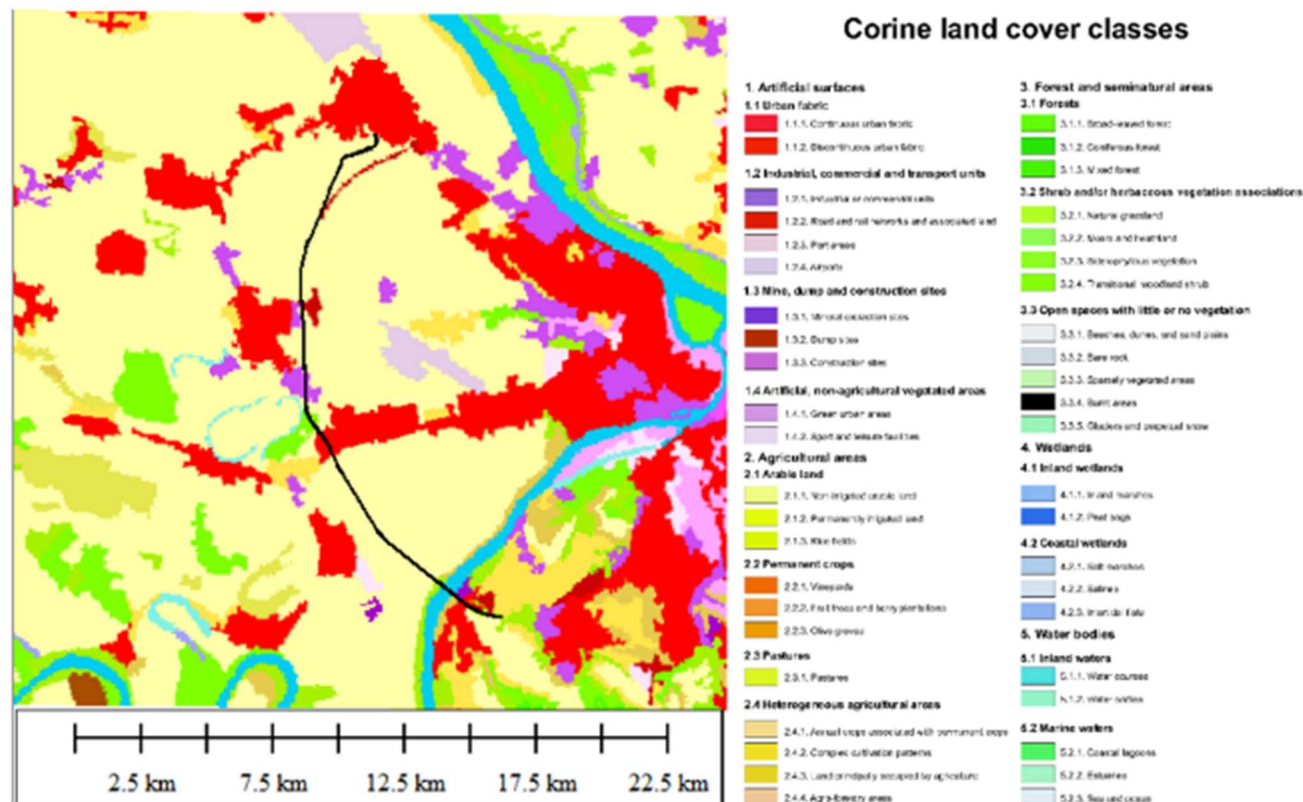 Corine land cover classes
1. Artificial surfaces
1.1 Urban fabric
1.1.1. Continuous urban fabric
1.1.2. Discontinuous urban fabric
1.2 Industrial, commercial and transport units
1.2.1. Industrial or commercial units
1.2.2. Road and rail networks and associated land
1.2.3. Port areas
1.2.4. Airports
1.3 Mine, dump and construction sites
1.3.1. Mineral extraction sites
1.3.2. Dump sites
1.3.3. Construction sites
1.4 Artificial, non-agricultural vegetated areas
1.4.1. Green urban areas
1.4.2. Sport and leisure facilities
2. Agricultural areas
2.1 Arable land
2.1.1. Non-irrigated arable land
2.1.2. Permanently irrigated land
2.1.3. Rice fields
2.2 Permanent crops
2.2.1. Vineyards
2.2.2. Fruit trees and berry plantations
2.2.3. Olive groves
2.3 Pastures
2.3.1. Pastures
2.4 Heterogeneous agricultural areas
2.4.1. Annual crops associated with permanent crops
2.4.2. Complex cultivation patterns
2.4.3. Land principally occupied by agriculture
2.4.4. Agro-forestry areas
3. Forest and seminatural areas
3.1 Forests
3.1.1. Broad-leaved forest
3.1.2. Coniferous forest
3.1.3. Mixed forest
3.2 Shrub and/or herbaceous vegetation associations
3.2.1. Natural grassland
3.2.2. Moors and heathland
3.2.3. Sclerophyllous vegetation
3.2.4. Transitional woodland shrub
3.3 Open spaces with little or no vegetation
3.3.1. Beaches, dunes, and sand plains
3.3.2. Bare rock
3.3.3. Sparsely vegetated areas
3.3.4. Burnt areas
3.3.5. Glaciers and perpetual snow
4. Wetlands
4.1 Inland wetlands
4.1.1. Inland marshes
4.1.2. Peat bogs
4.2 Coastal wetlands
4.2.1. Salt marshes
4.2.2. Salines
4.2.3. Intertidal flats
5. Water bodies
5.1 Inland waters
5.1.1. Water courses
5.1.2. Water bodies
5.2 Marine waters
5.2.1. Coastal lagoons
5.2.2. Estuaries
5.2.3. Sea and ocean
2.5 km 7.5 km 12.5 km 17.5 km 22.5 km